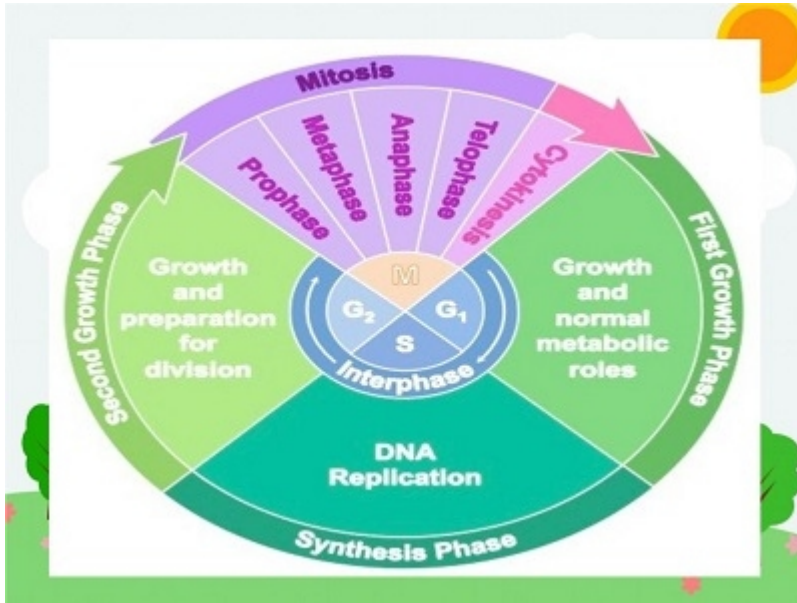 Mitosis
Prophase
Metaphase
Anaphase
Telophase
Cytokinesis
First Growth Phase
Growth
and
normal
metabolic
roles
Synthesis Phase
DNA
Replication
Second Growth Phase
Growth
and
preparation
for
division
M
G₂
G₁
S
Interphase